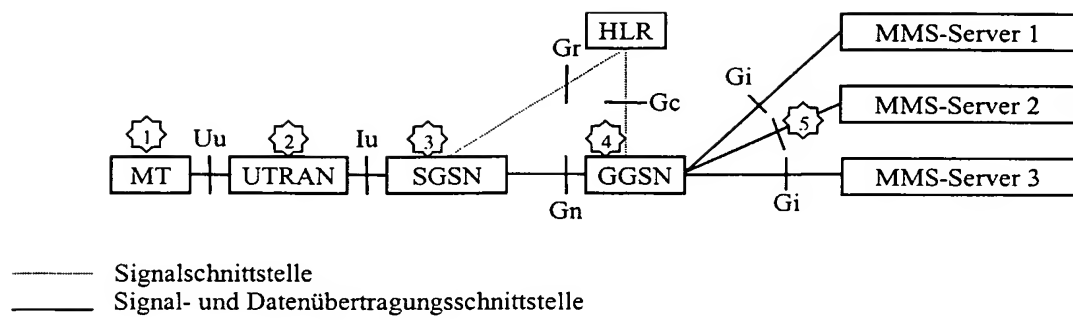 HLR
MMS-Server 1
Gr
Gi
Gc
MMS-Server 2
5
1
Uu
2
Iu
3
4
MT
UTRAN
SGSN
GGSN
MMS-Server 3
Gn
Gi
Signalschnittstelle
Signal- und Datenübertragungsschnittstelle